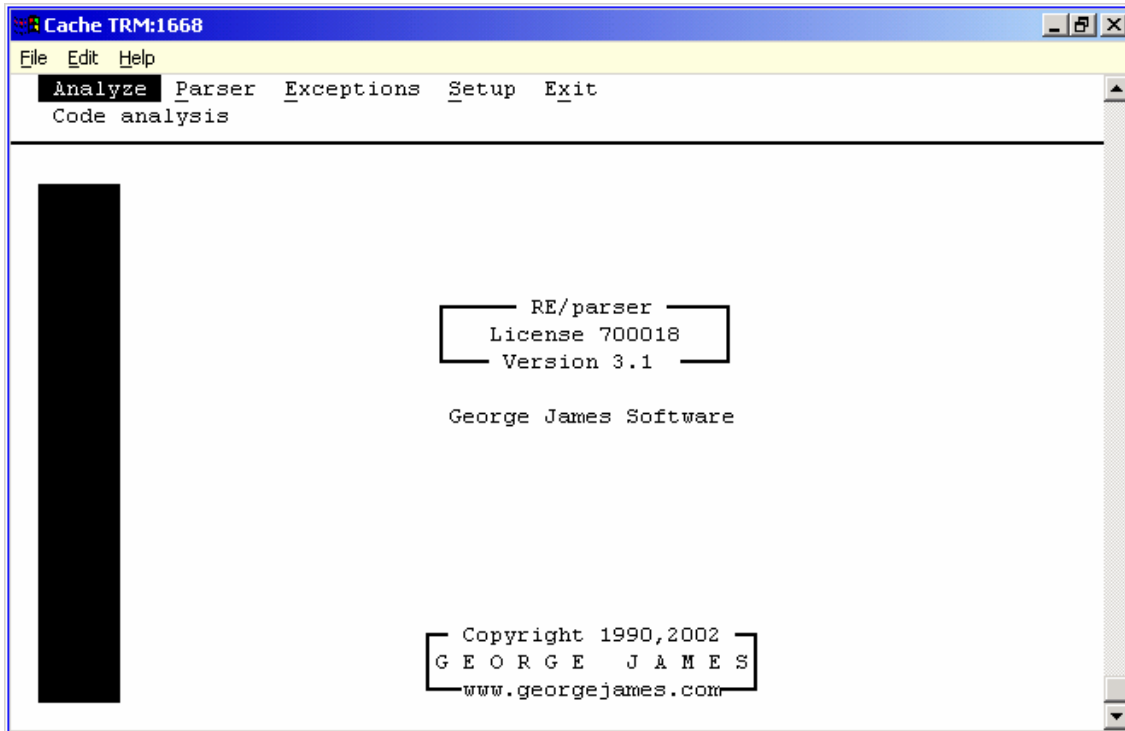 Cache TRM:1668
File Edit Help
Analyze Parser Exceptions Setup Exit
Code analysis
RE/parser
License 700018
Version 3.1
George James Software
Copyright 1990,2002
G E O R G E J A M E S
www.georgejames.com